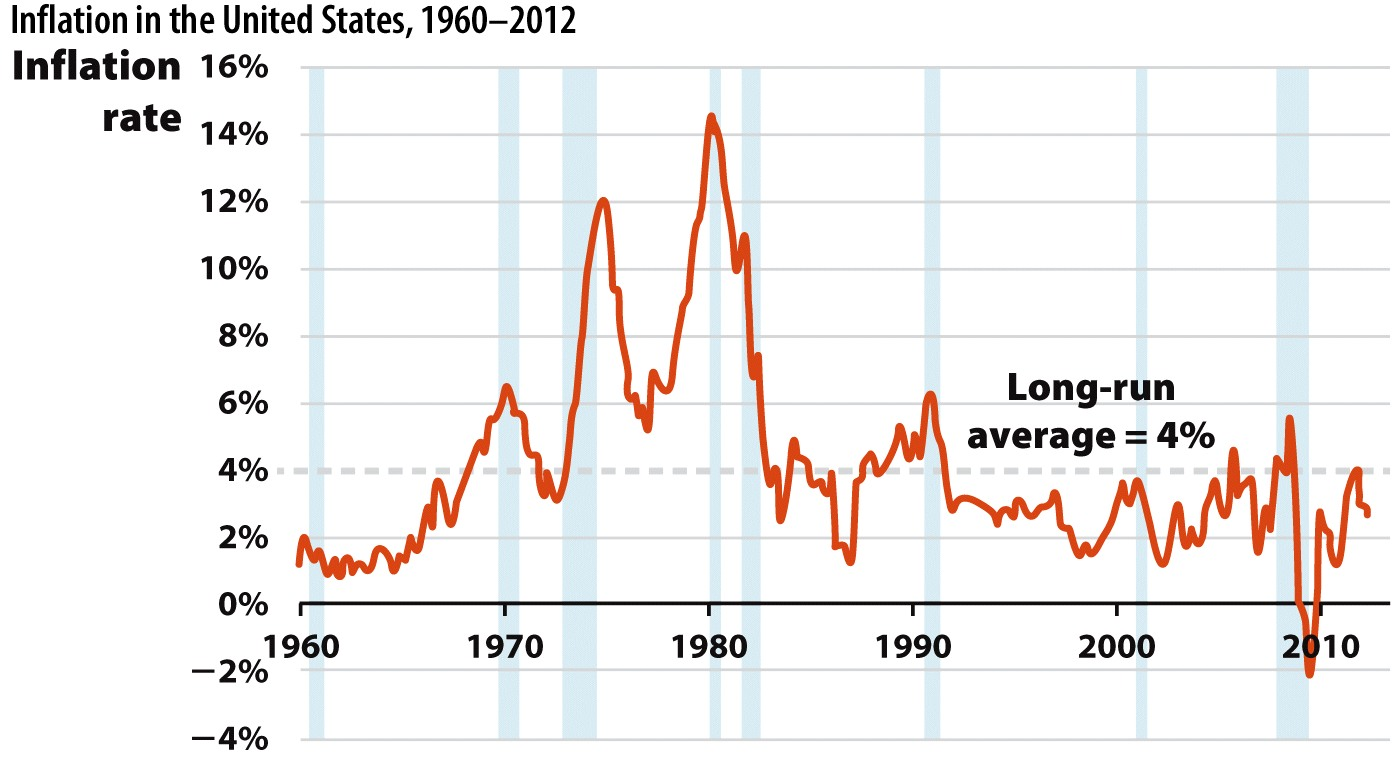 Inflation in the United States, 1960–2012
Inflation
rate
16%
14%
12%
10%
8%
6%
Long-run
average = 4%
4%
2%
0%
1960 1970 1980 1990 2000 2010
−2%
−4%